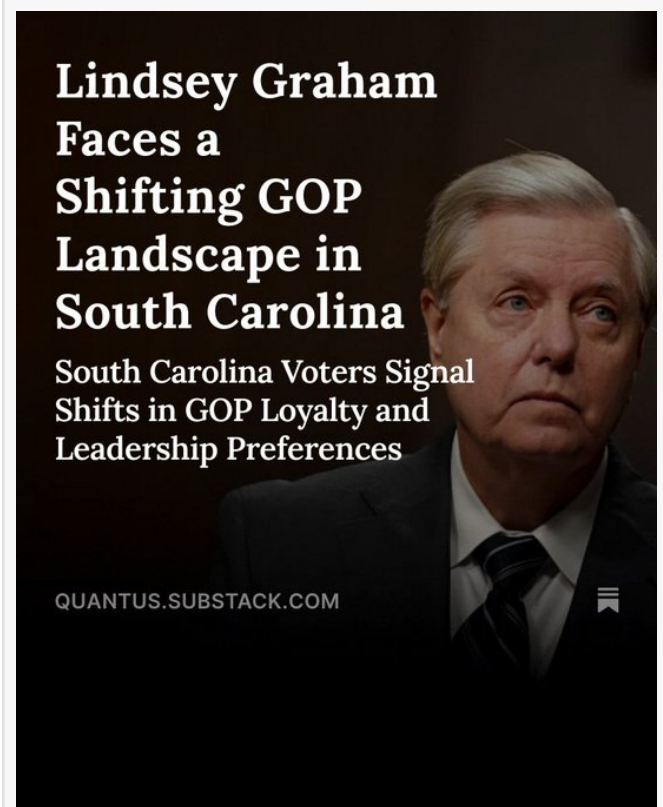 Lindsey Graham
Faces a
Shifting GOP
Landscape in
South Carolina
South Carolina Voters Signal
Shifts in GOP Loyalty and
Leadership Preferences
QUANTUS.SUBSTACK.COM